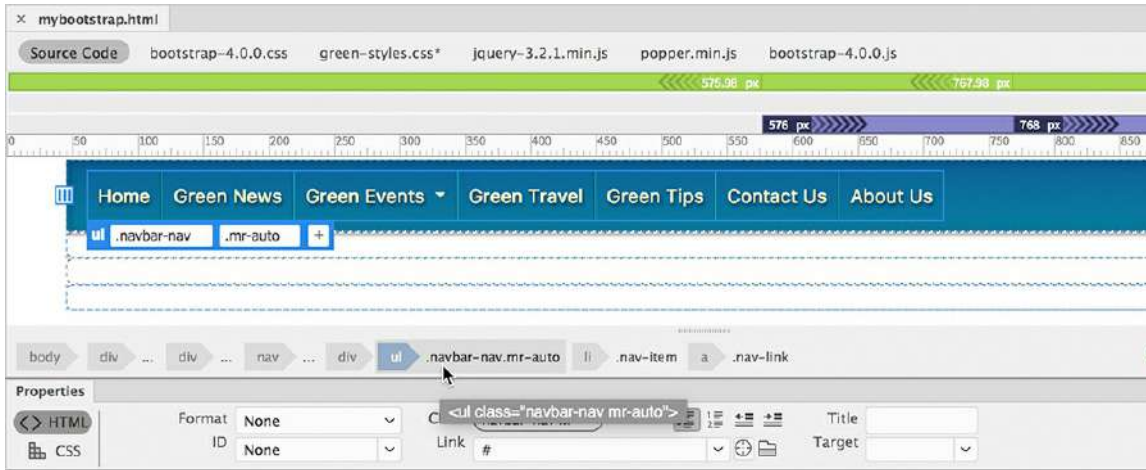 × mybootstrap.html
Source Code bootstrap-4.0.0.css green-styles.css* jquery-3.2.1.min.js popper.min.js bootstrap-4.0.0.js
575.98 px 767.98 px
576 px 768 px
0 50 100 150 200 250 300 350 400 450 500 550 600 650 700 750 800 850
Home Green News Green Events Green Travel Green Tips Contact Us About Us
ul .navbar-nav .mr-auto +
body div ... div ... nav ... div ul .navbar-nav.mr-auto li .nav-item a .nav-link
Properties
<ul class="navbar-nav mr-auto">
<> HTML Format None Title
CSS ID None Link # Target